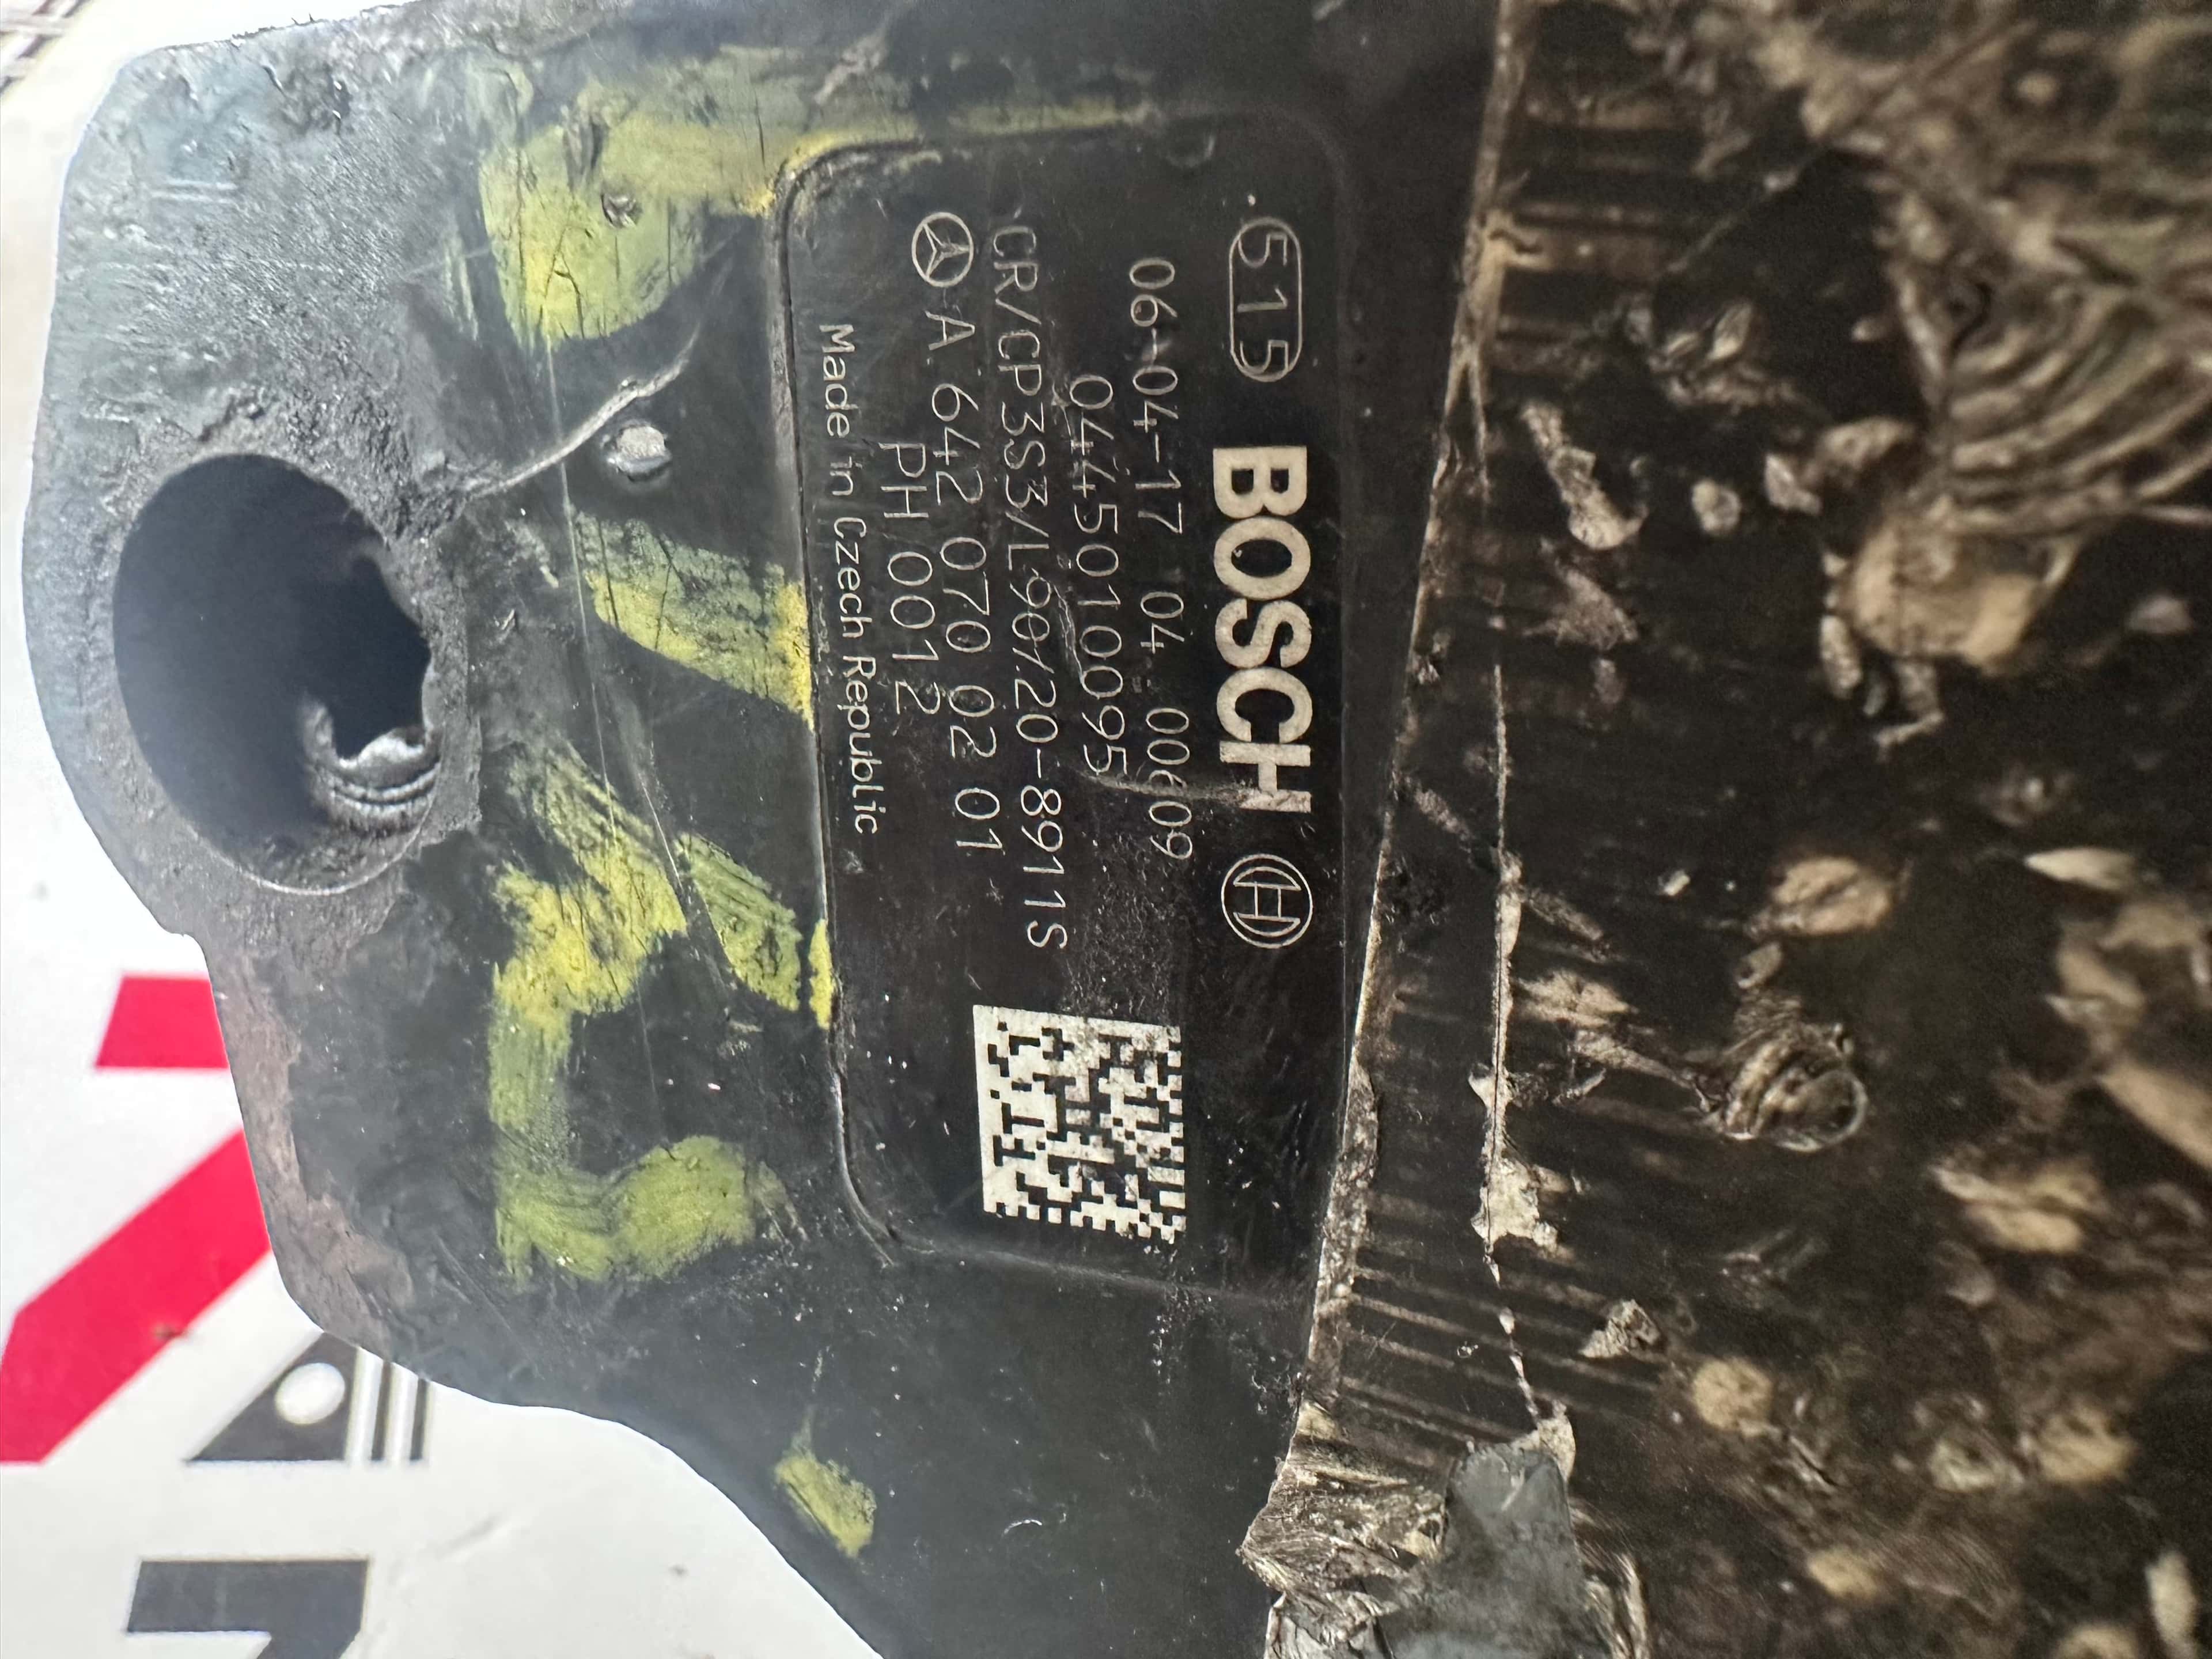 515 BOSCH
06-04-17 04 00609
0445010095
CR/CP3S3/L90/20-8911S
A 642 070 02 01
PH 0012
Made in Czech Republic